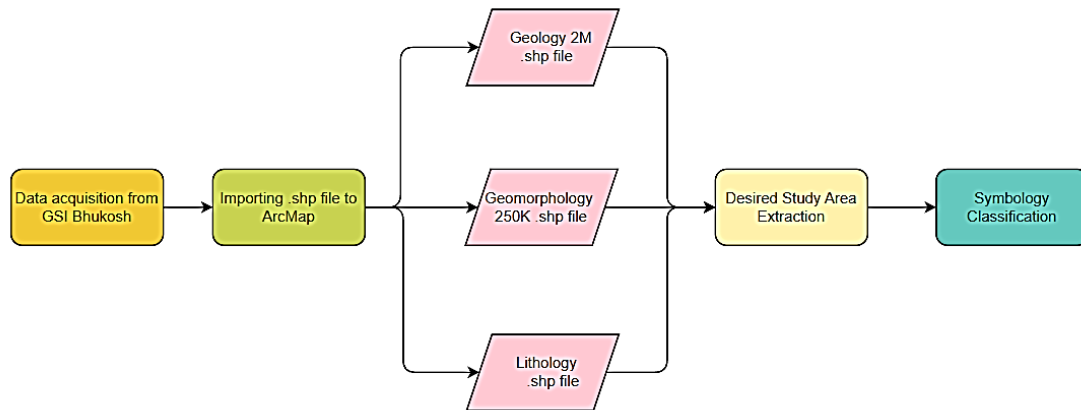 Data acquisition from
GSI Bhukosh
Importing .shp file to
ArcMap
Geology 2M
.shp file
Geomorphology
250K .shp file
Lithology
.shp file
Desired Study Area
Extraction
Symbology
Classification